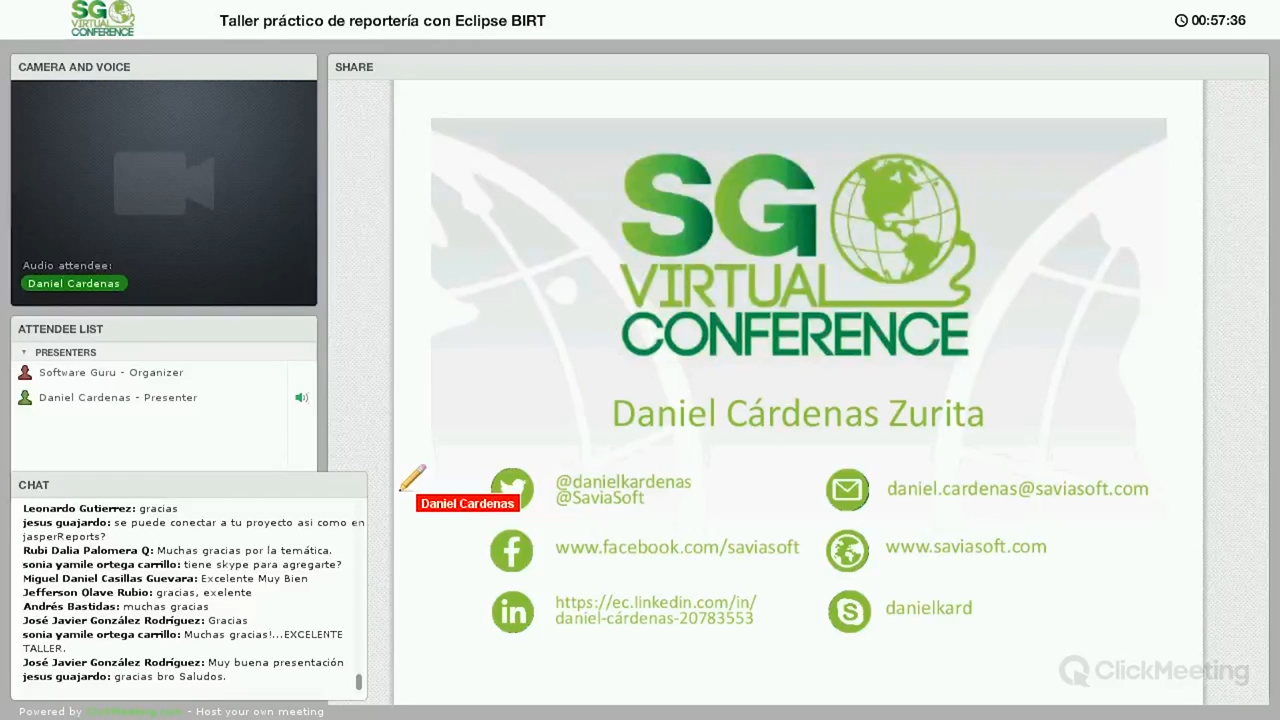 SG
VIRTUAL
CONFERENCE
Taller práctico de reportería con Eclipse BIRT
00:57:36
CAMERA AND VOICE
Audio attendee:
Daniel Cardenas
ATTENDEE LIST
PRESENTERS
Software Guru - Organizer
Daniel Cardenas - Presenter
CHAT
Leonardo Gutierrez: gracias
jesus guajardo: se puede conectar a tu proyecto asi como en
jasperReports?
Rubi Dalia Palomera Q: Muchas gracias por la temática.
sonia yamile ortega carrillo: tiene skype para agregarte?
Miguel Daniel Casillas Guevara: Excelente Muy Bien
Jefferson Olave Rubio: gracias, exelente
Andrés Bastidas: muchas gracias
José Javier González Rodríguez: Gracias
sonia yamile ortega carrillo: Muchas gracias!...EXCELENTE
TALLER.
José Javier González Rodríguez: Muy buena presentación
jesus guajardo: gracias bro Saludos.
Powered by ClickMeeting.com - Host your own meeting
SHARE
SG
VIRTUAL
CONFERENCE
Daniel Cárdenas Zurita
@danielkardenas
@SaviaSoft
Daniel Cardenas
www.facebook.com/saviasoft
https://ec.linkedin.com/in/
daniel-cárdenas-20783553
daniel.cardenas@saviasoft.com
www.saviasoft.com
danielkard
ClickMeeting